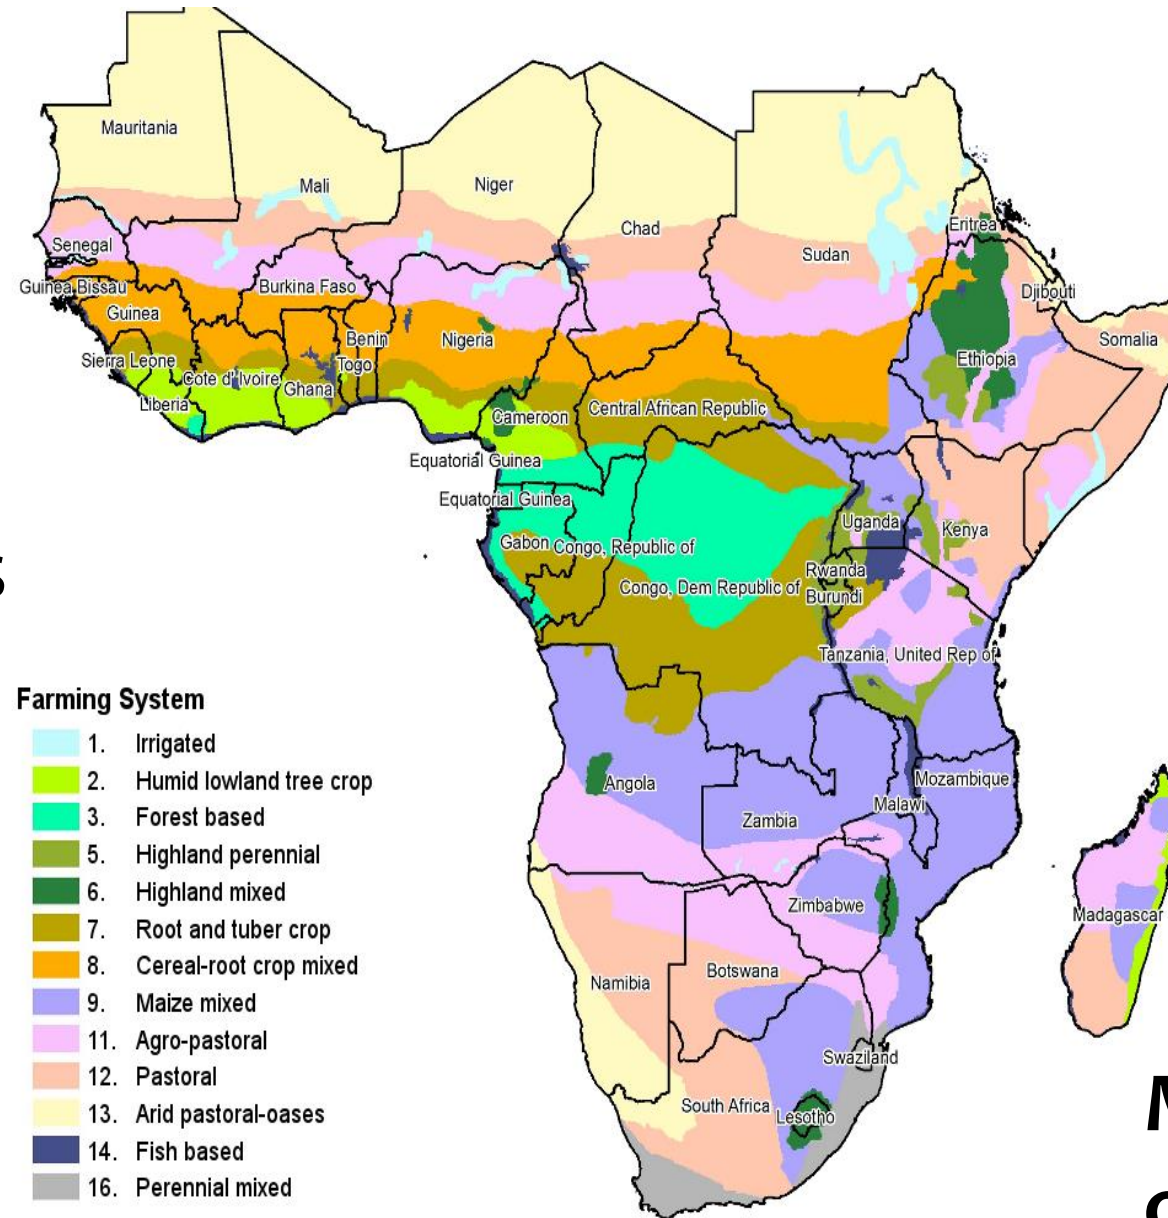 Mauritania
Mali
Niger
Chad
Sudan
Eritrea
Senegal
Guinea Bissau
Burkina Faso
Djibouti
Guinea
Benin
Nigeria
Somalia
Sierra Leone
Togo
Ethiopia
Cote d'Ivoire
Ghana
Liberia
Cameroon
Central African Republic
Equatorial Guinea
Equatorial Guinea
Uganda
Kenya
Gabon
Congo, Republic of
Rwanda
Congo, Dem Republic of
Burundi
Tanzania, United Rep of
Angola
Mozambique
Malawi
Zambia
Zimbabwe
Madagascar
Botswana
Namibia
Swaziland
South Africa
Lesotho
Farming System
1. Irrigated
2. Humid lowland tree crop
3. Forest based
5. Highland perennial
6. Highland mixed
7. Root and tuber crop
8. Cereal-root crop mixed
9. Maize mixed
11. Agro-pastoral
12. Pastoral
13. Arid pastoral-oases
14. Fish based
16. Perennial mixed